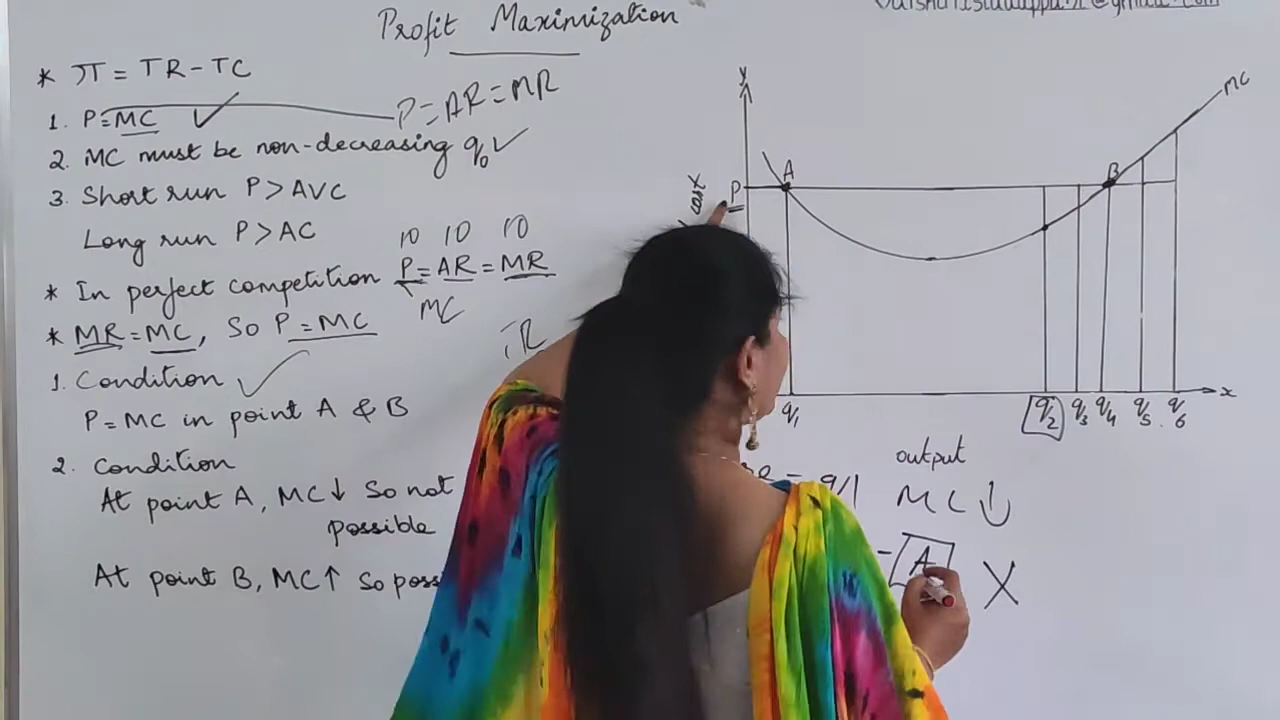 Profit Maximization
* π = TR - TC
1. P=MC ✓ P=AR=MR
2. MC must be non-decreasing q₀ ✓
3. Short run P > AVC
Long run P > AC
10 10 10
* In perfect competition P = AR = MR
MC
* MR = MC, So P = MC
1. Condition ✓
P = MC in point A & B
2. Condition
At point A, MC↓ So not
possible
At point B, MC↑ So poss
y
MC
A
B
P
cost
x
q₁ q₂ q₃ q₄ q₅ q₆
output
MC ↓
A X